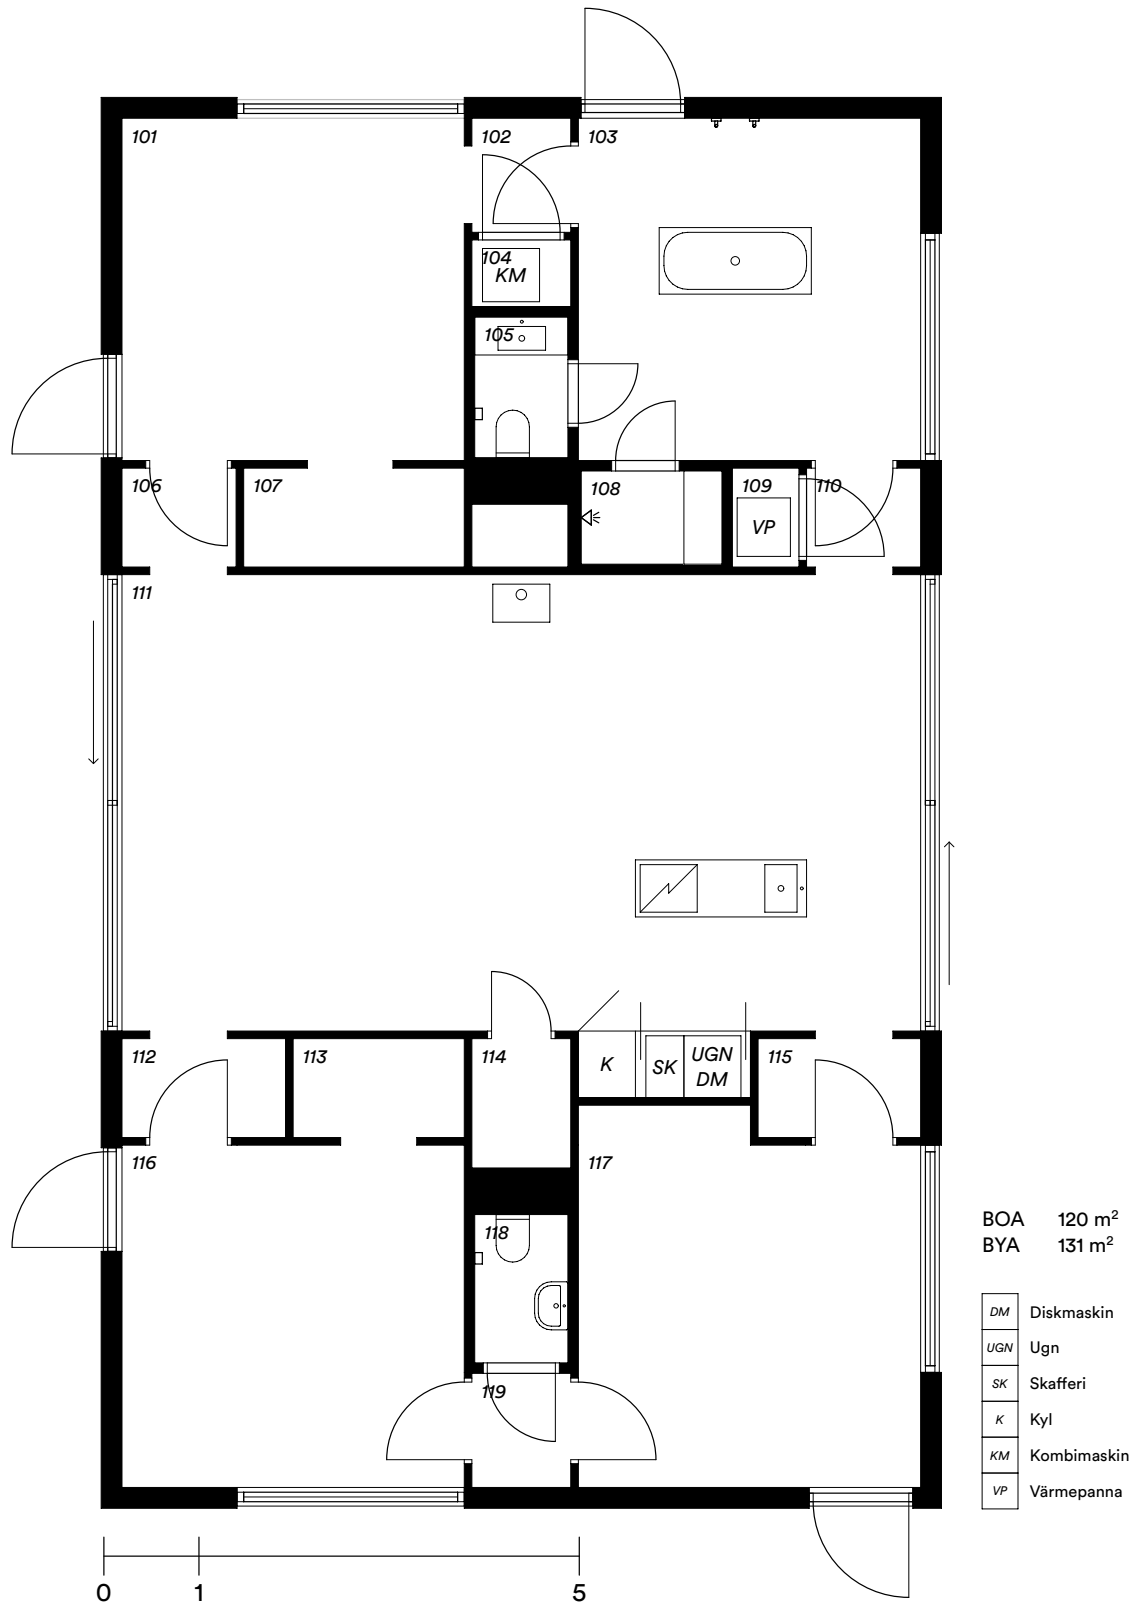 101
102
103
104
KM
105
106
107
108
109
110
VP
111
112
113
114
K
SK
UGN
DM
115
116
117
118
119
BOA 120 m²
BYA 131 m²
DM Diskmaskin
UGN Ugn
SK Skafferi
K Kyl
KM Kombimaskin
VP Värmepanna
0 1 5